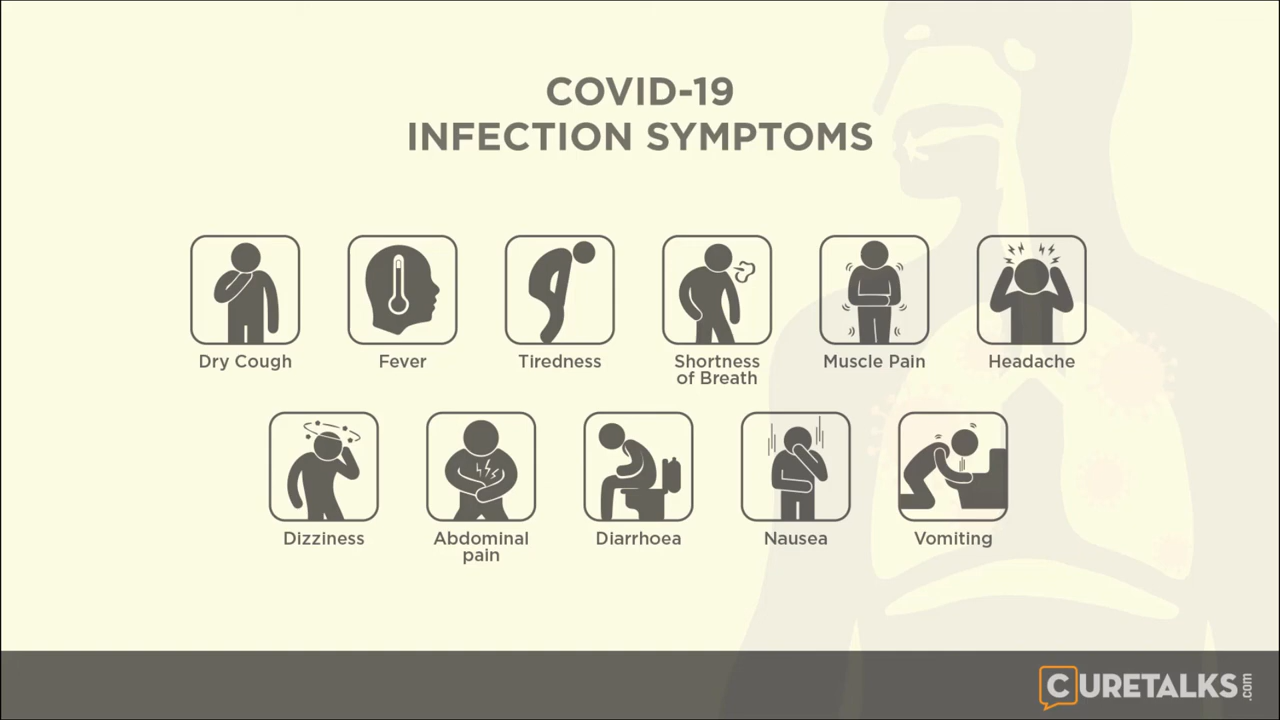 COVID-19
INFECTION SYMPTOMS
Dry Cough
Fever
Tiredness
Shortness
of Breath
Muscle Pain
Headache
Dizziness
Abdominal
pain
Diarrhoea
Nausea
Vomiting
CURETALKS.com